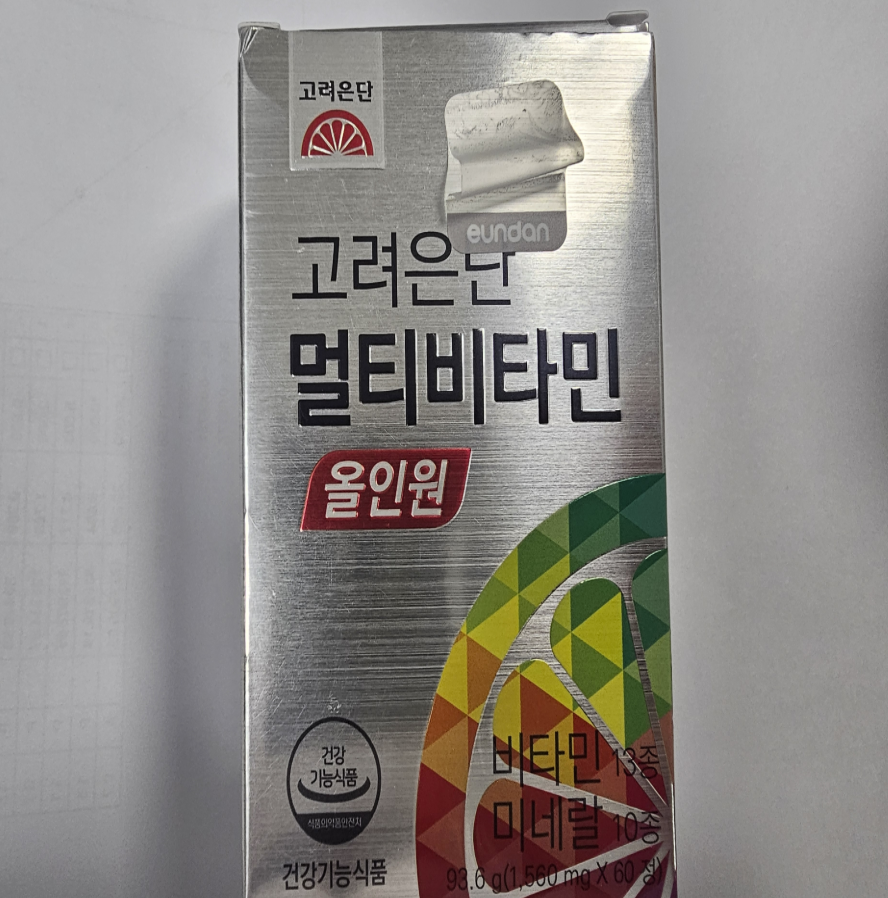 고려은단
eundan
고려은단
멀티비타민
올인원
건강
기능식품
식품의약품안전처
건강기능식품
비타민 13종
미네랄 10종
93.6 g(1,560 mg X 60 정)